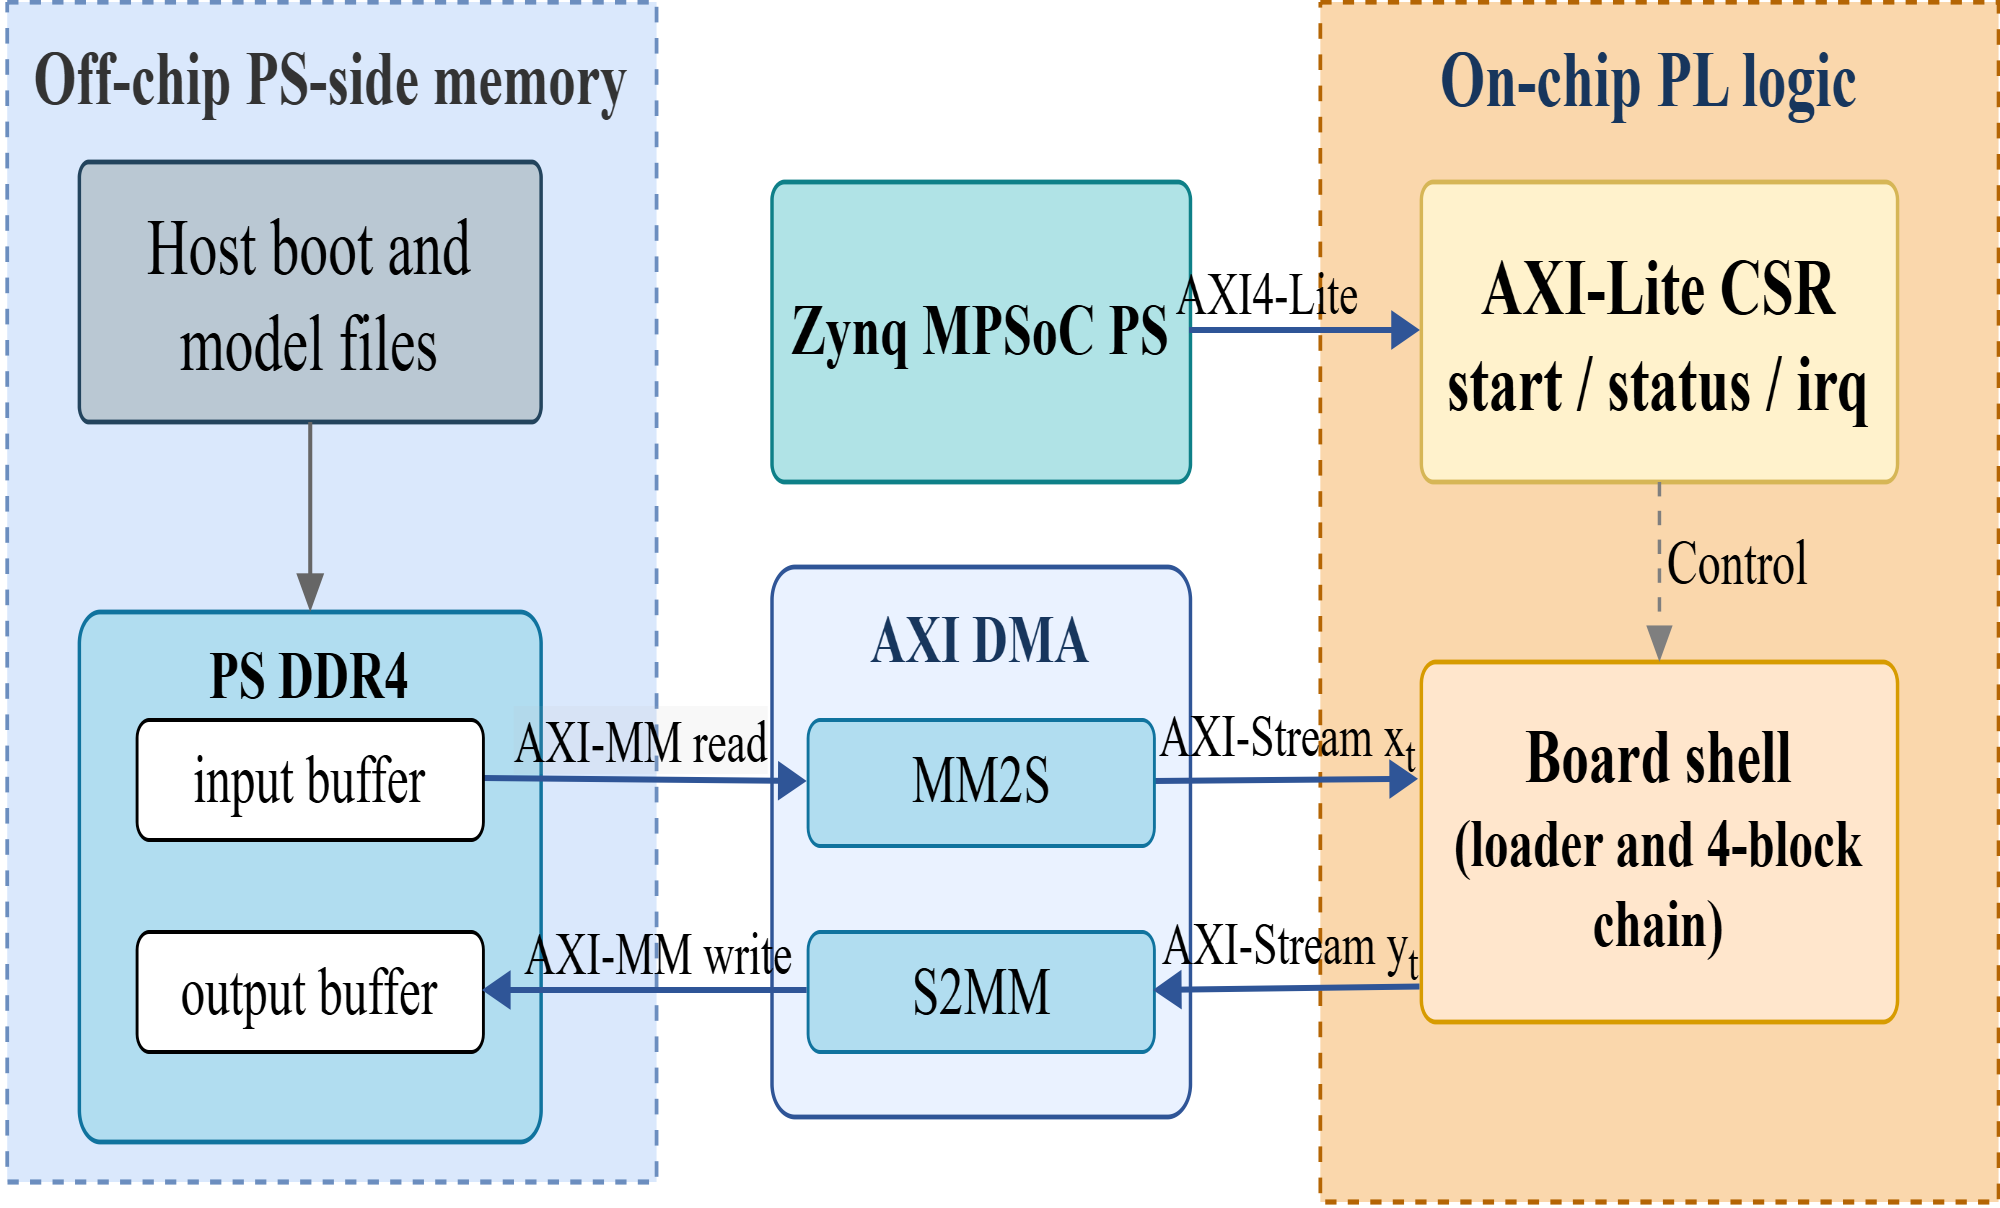 Off-chip PS-side memory
Host boot and
model files
PS DDR4
input buffer
output buffer
AXI-MM read
AXI-MM write
Zynq MPSoC PS
AXI4-Lite
AXI DMA
MM2S
S2MM
AXI-Stream xt
AXI-Stream yt
On-chip PL logic
AXI-Lite CSR
start / status / irq
Control
Board shell
(loader and 4-block
chain)